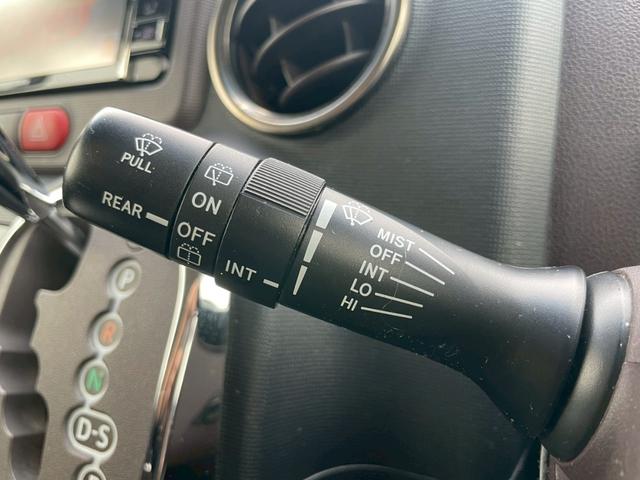 PULL
REAR
ON
OFF
INT
MIST
OFF
INT
LO
HI
P
R
N
D-S